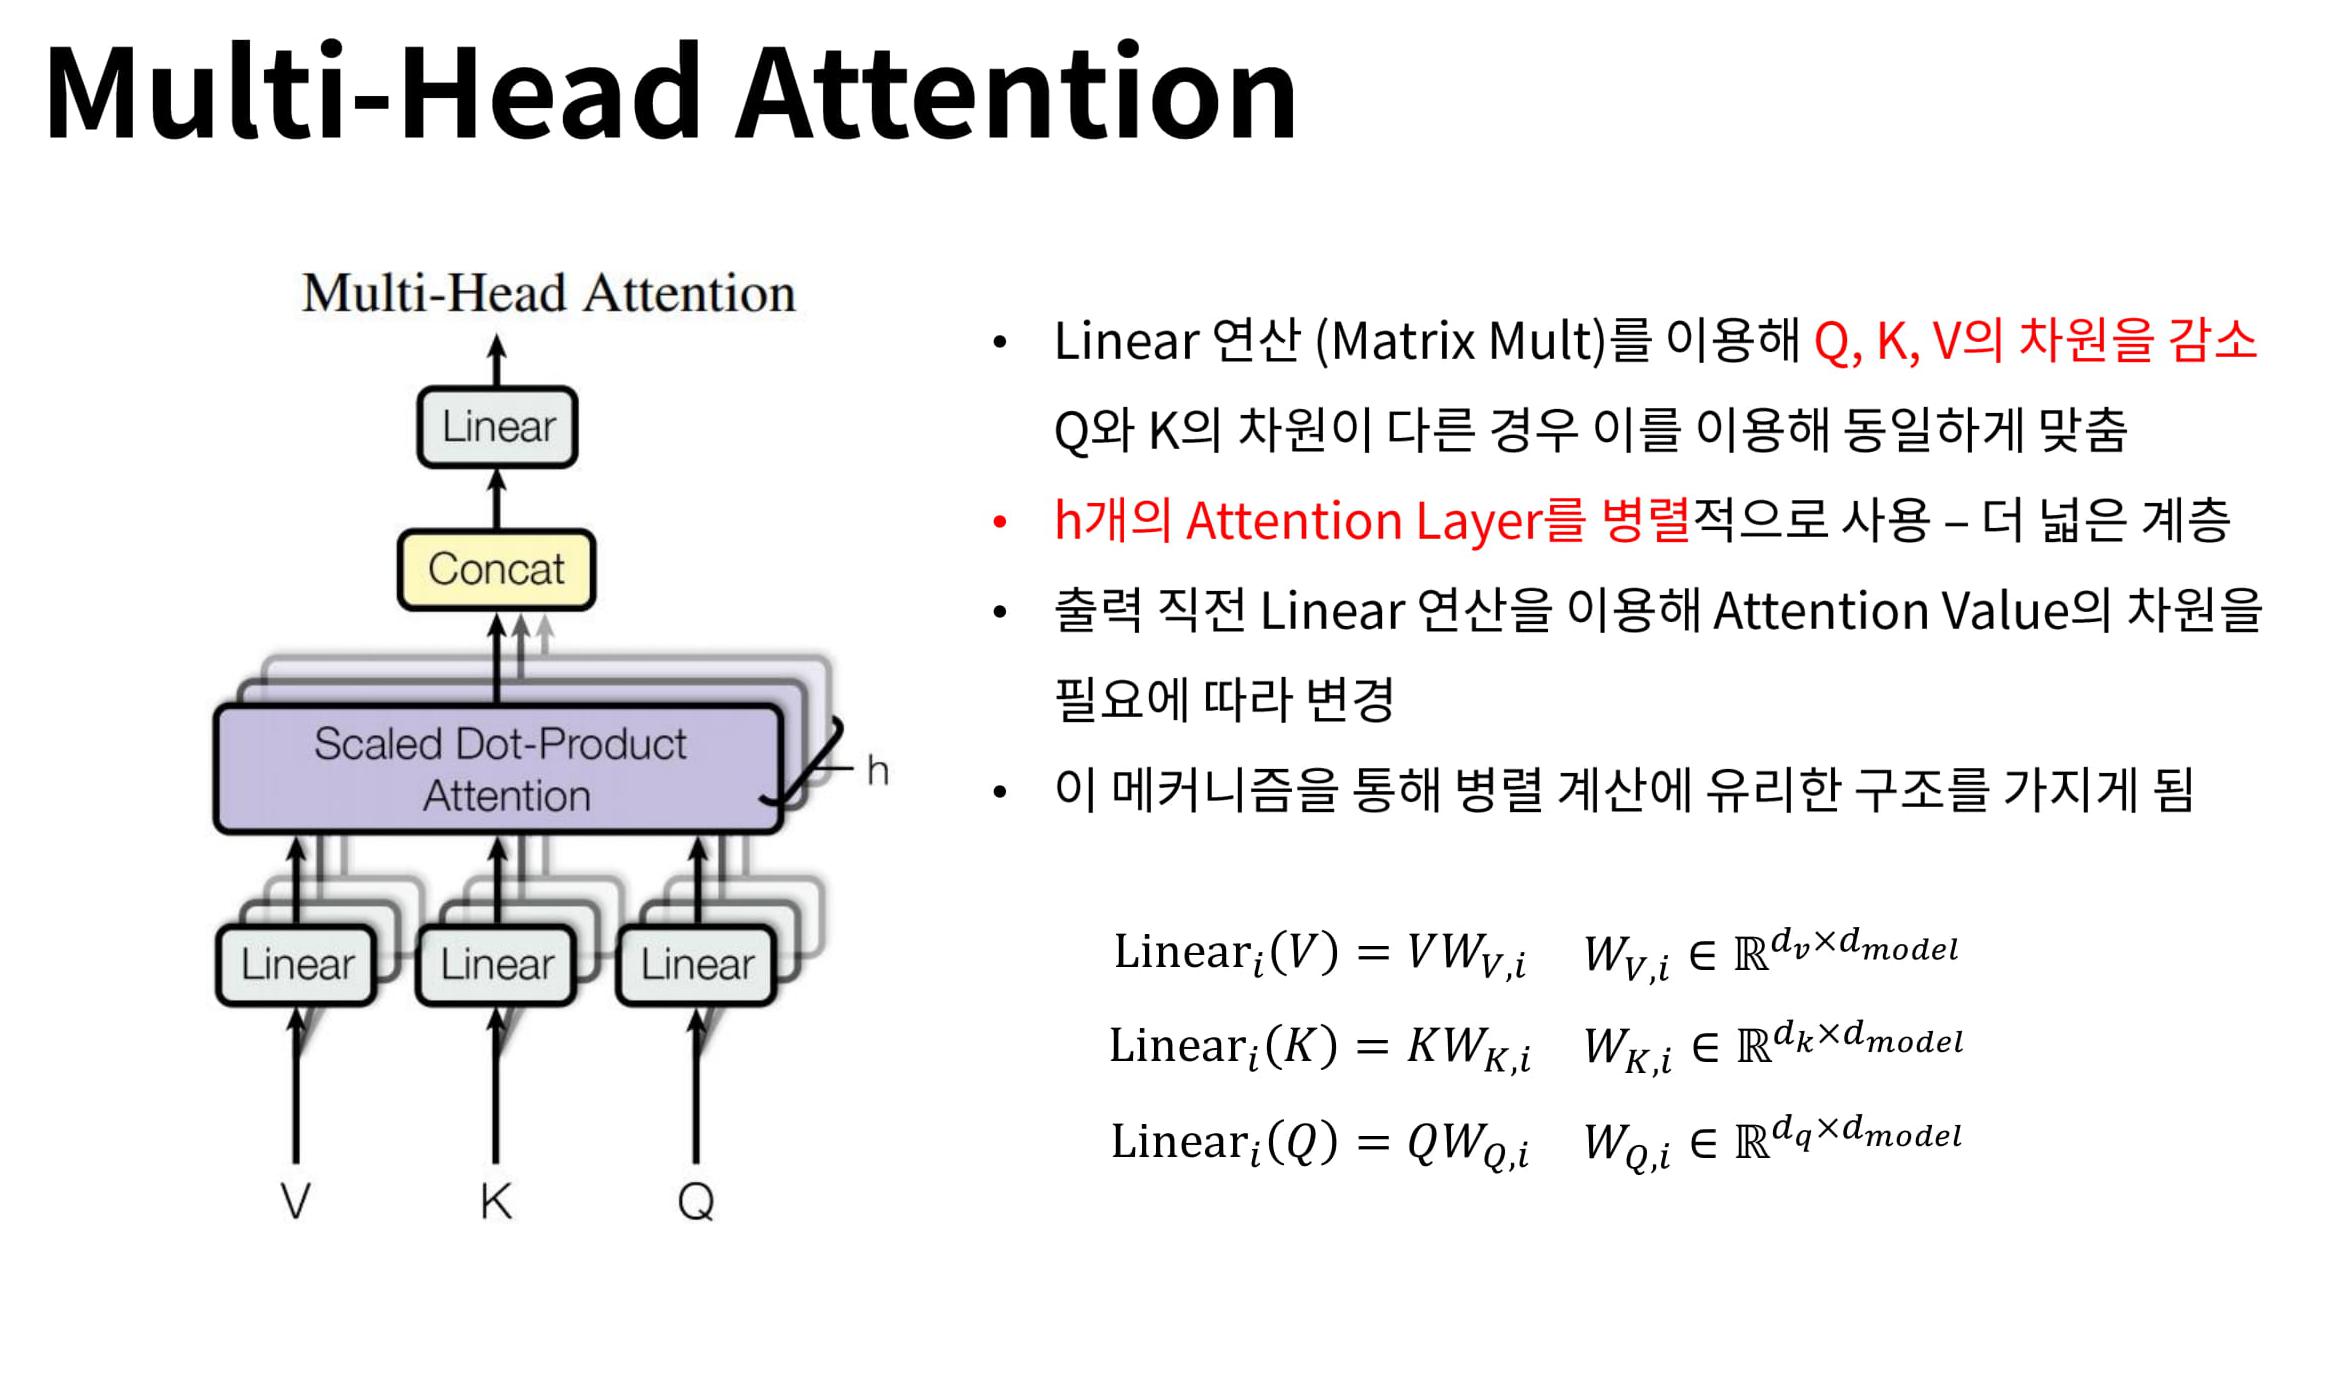 Multi-Head Attention
Multi-Head Attention
Linear
Concat
Scaled Dot-Product
Attention
h
Linear Linear Linear
V K Q
• Linear 연산 (Matrix Mult)를 이용해 Q, K, V의 차원을 감소
Q와 K의 차원이 다른 경우 이를 이용해 동일하게 맞춤
• h개의 Attention Layer를 병렬적으로 사용 – 더 넓은 계층
• 출력 직전 Linear 연산을 이용해 Attention Value의 차원을
필요에 따라 변경
• 이 메커니즘을 통해 병렬 계산에 유리한 구조를 가지게 됨
$\text{Linear}_i(V) = VW_{V,i} \quad W_{V,i} \in \mathbb{R}^{d_v \times d_{model}}$
$\text{Linear}_i(K) = KW_{K,i} \quad W_{K,i} \in \mathbb{R}^{d_k \times d_{model}}$
$\text{Linear}_i(Q) = QW_{Q,i} \quad W_{Q,i} \in \mathbb{R}^{d_q \times d_{model}}$